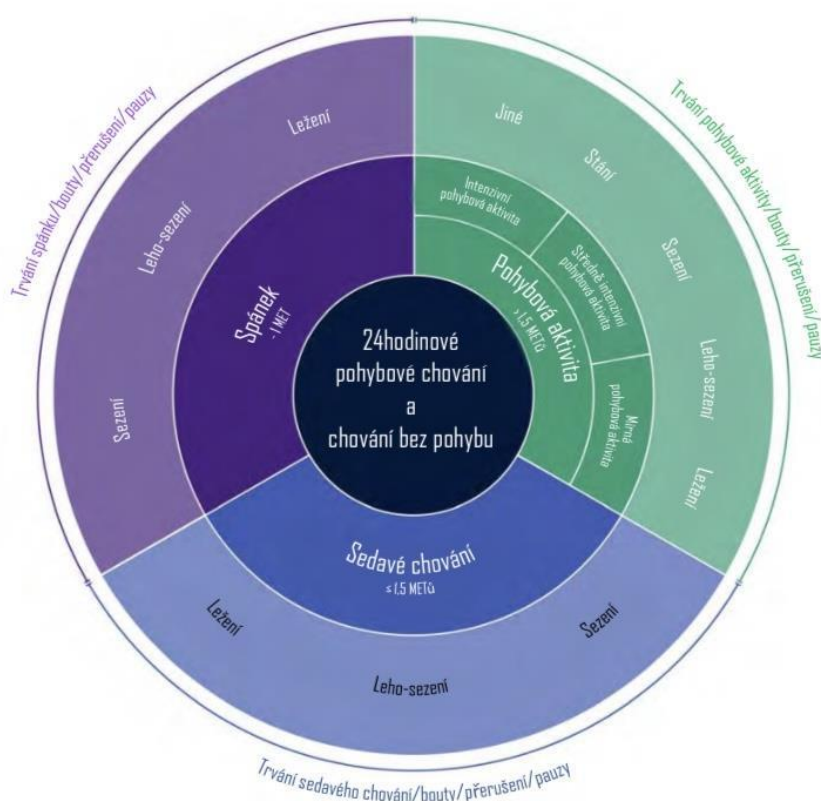 24hodinové
pohybové chování
a
chování bez pohybu
Spánek
~ 1 MET
Ležení
Leho-sezení
Sezení
Trvání spánku/bouty/přerušení/pauzy
Pohybová aktivita
> 1,5 METů
Intenzivní
pohybová aktivita
Středně intenzivní
pohybová aktivita
Mírná
pohybová aktivita
Jiné
Stání
Sezení
Leho-sezení
Ležení
Trvání pohybové aktivity/bouty/přerušení/pauzy
Sedavé chování
≤ 1,5 METů
Ležení
Leho-sezení
Sezení
Trvání sedavého chování/bouty/přerušení/pauzy